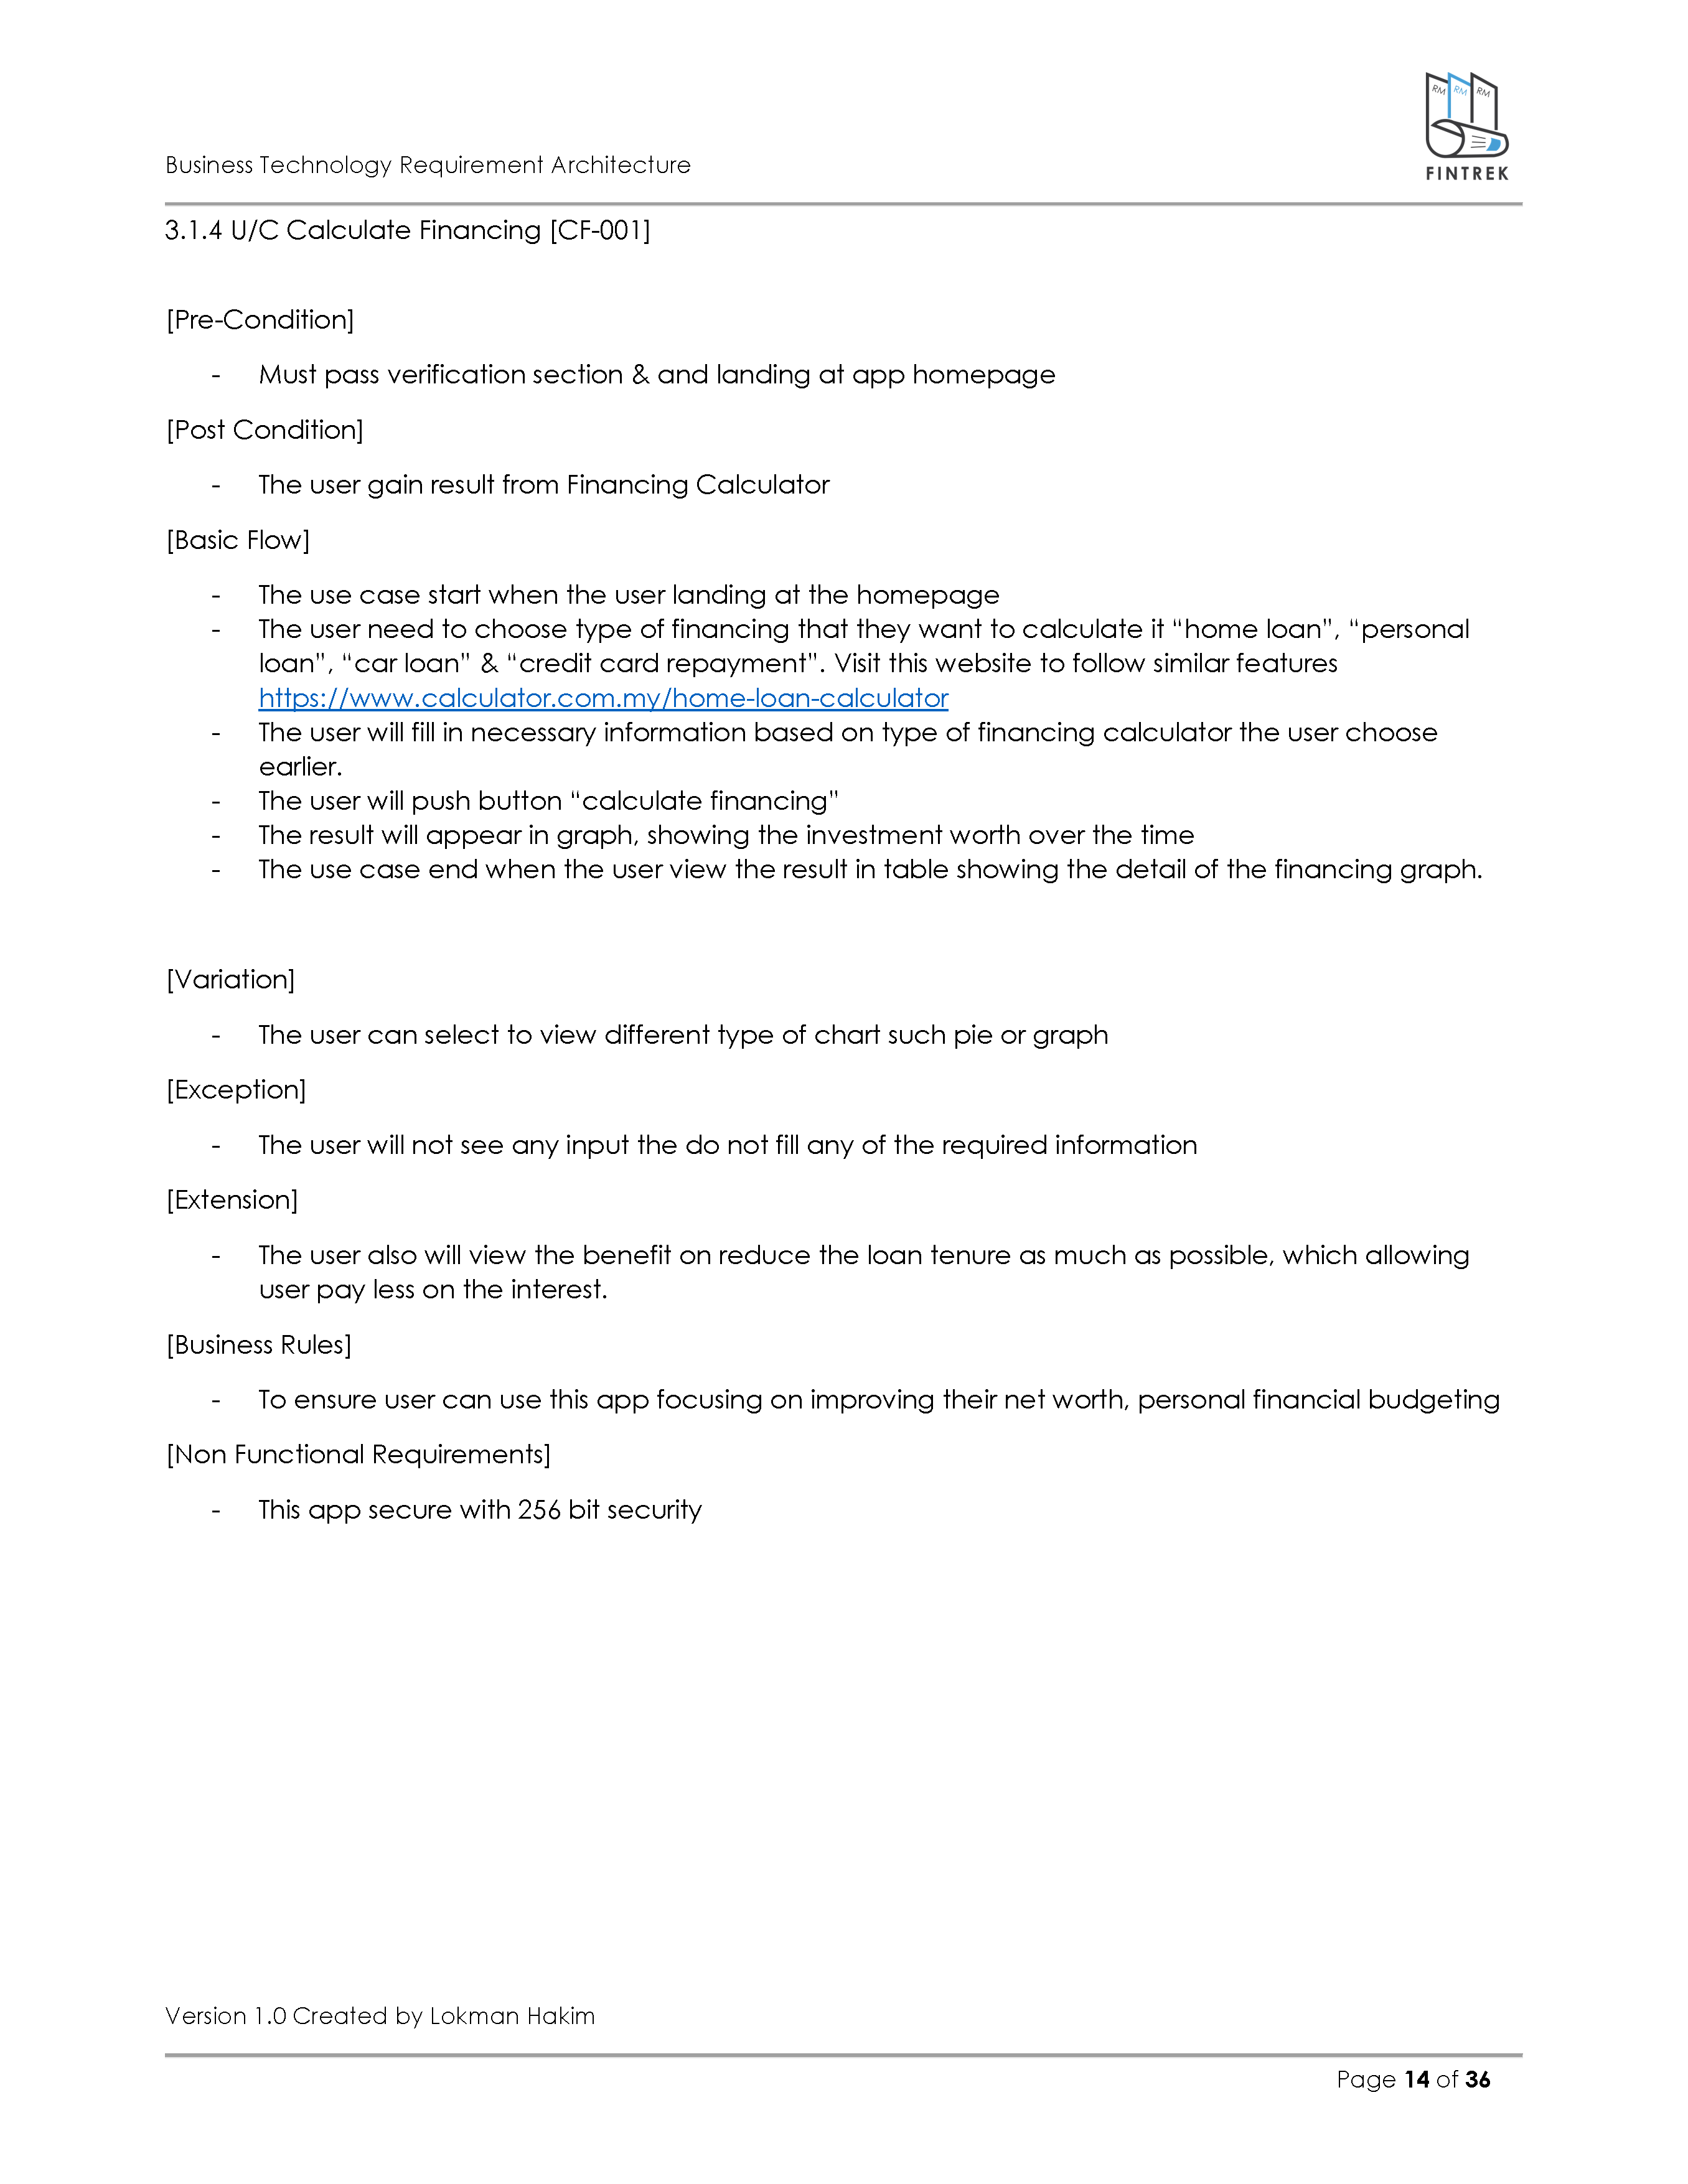 RM RM RM
FINTREK
Business Technology Requirement Architecture
3.1.4 U/C Calculate Financing [CF-001]
[Pre-Condition]
- Must pass verification section & and landing at app homepage
[Post Condition]
- The user gain result from Financing Calculator
[Basic Flow]
- The use case start when the user landing at the homepage
- The user need to choose type of financing that they want to calculate it “home loan”, “personal
loan”, “car loan” & “credit card repayment”. Visit this website to follow similar features
https://www.calculator.com.my/home-loan-calculator
- The user will fill in necessary information based on type of financing calculator the user choose
earlier.
- The user will push button “calculate financing”
- The result will appear in graph, showing the investment worth over the time
- The use case end when the user view the result in table showing the detail of the financing graph.
[Variation]
- The user can select to view different type of chart such pie or graph
[Exception]
- The user will not see any input the do not fill any of the required information
[Extension]
- The user also will view the benefit on reduce the loan tenure as much as possible, which allowing
user pay less on the interest.
[Business Rules]
- To ensure user can use this app focusing on improving their net worth, personal financial budgeting
[Non Functional Requirements]
- This app secure with 256 bit security
Version 1.0 Created by Lokman Hakim
Page 14 of 36